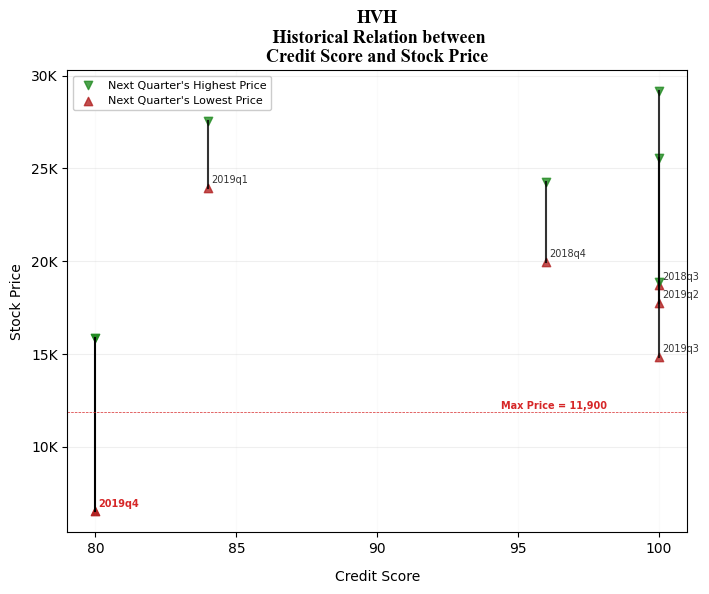 HVH
Historical Relation between
Credit Score and Stock Price
Next Quarter's Highest Price
Next Quarter's Lowest Price
30K
25K
20K
15K
10K
Stock Price
2019q1
2018q4
2018q3
2019q2
2019q3
Max Price = 11,900
2019q4
80
85
90
95
100
Credit Score